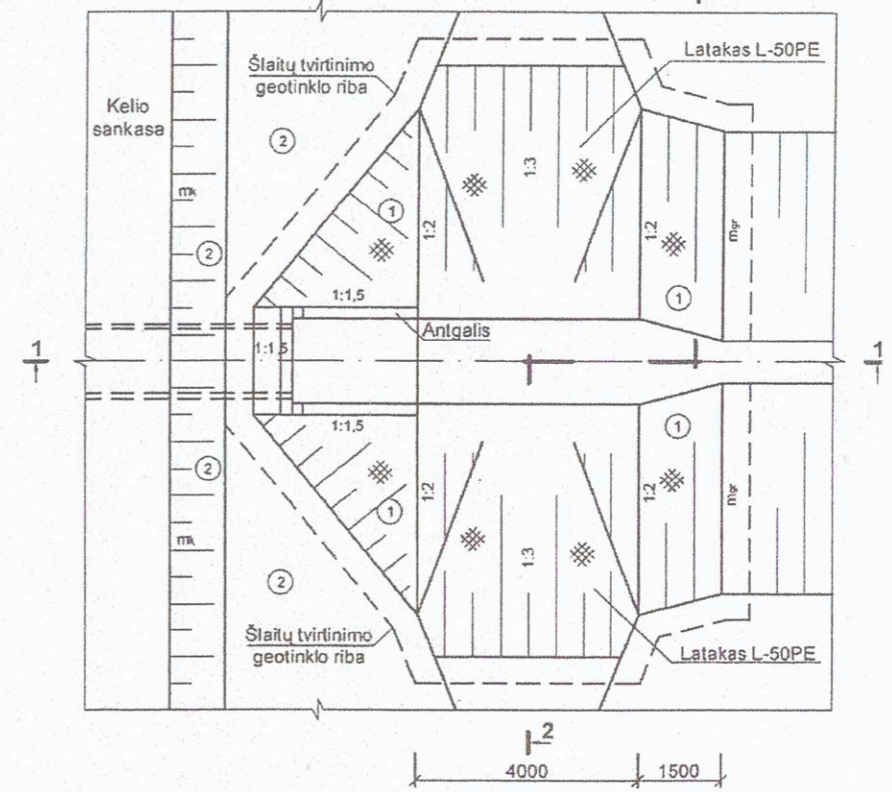 Šlaitų tvirtinimo
geotinklo riba
Latakas L-50PE
Kelio
sankasa
2
1:3
mk
1
1:2
1:2
mgr
2
1
1:1,5
Antgalis
1
1:1,5
1
1:1,5
1
2
1:2
1:2
mgr
1
mk
1:3
2
Šlaitų tvirtinimo
geotinklo riba
Latakas L-50PE
2
4000
1500